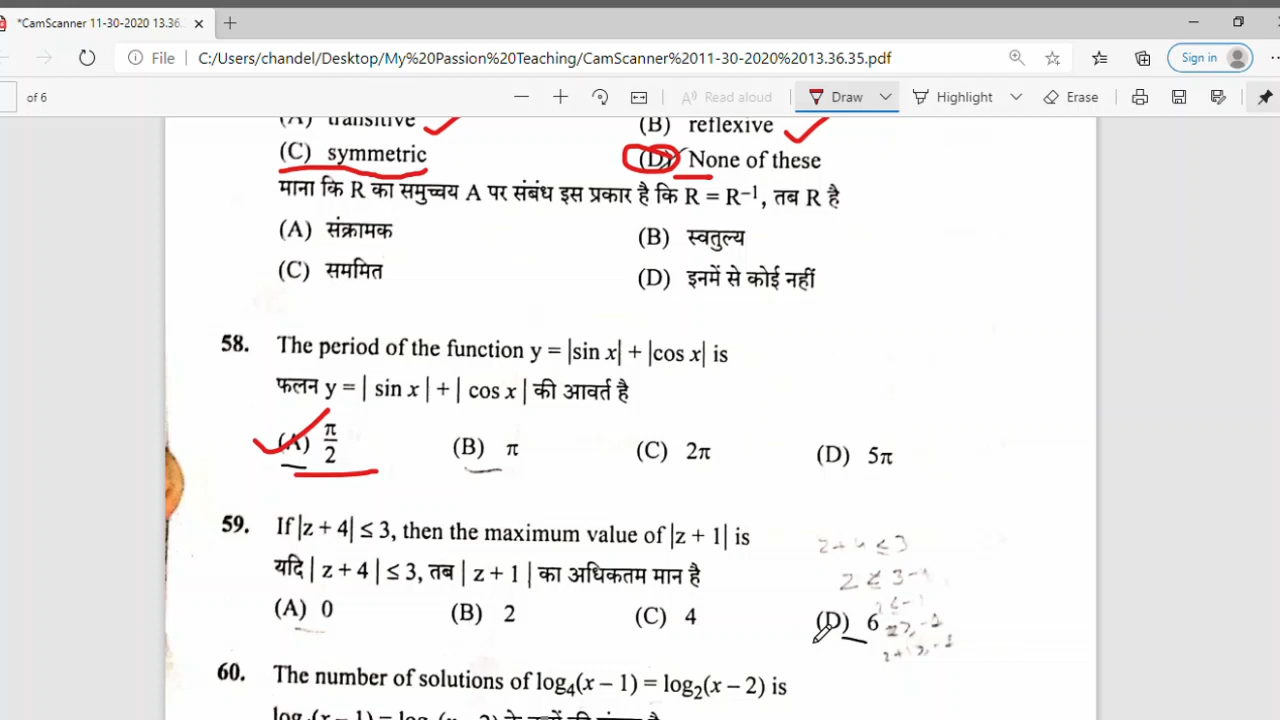 *CamScanner 11-30-2020 13.36.
File C:/Users/chandel/Desktop/My%20Passion%20Teaching/CamScanner%2011-30-2020%2013.36.35.pdf Sign in
of 6 Read aloud Draw Highlight Erase
(A) transitive (B) reflexive
(C) symmetric (D) None of these
माना कि R का समुच्चय A पर संबंध इस प्रकार है कि R = R⁻¹, तब R है
(A) संक्रामक (B) स्वतुल्य
(C) सममित (D) इनमें से कोई नहीं
58. The period of the function y = |sin x| + |cos x| is
फलन y = | sin x | + | cos x | की आवर्त है
(A) π/2 (B) π (C) 2π (D) 5π
59. If |z + 4| ≤ 3, then the maximum value of |z + 1| is
यदि | z + 4 | ≤ 3, तब | z + 1 | का अधिकतम मान है
(A) 0 (B) 2 (C) 4 (D) 6
z+4 ≤ 3
60. The number of solutions of log₄(x − 1) = log₂(x − 2) is